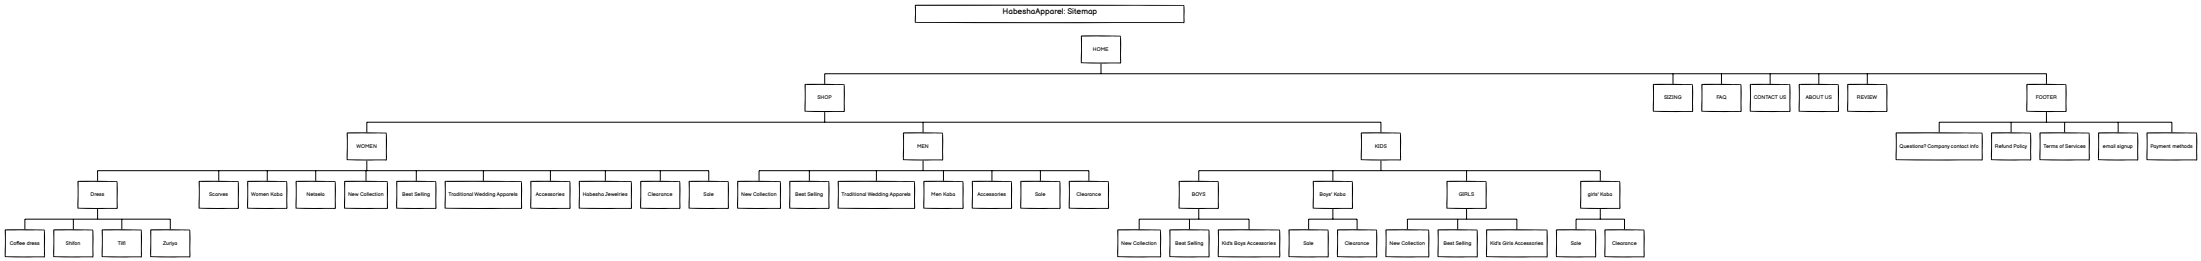 HabeshaApparel: Sitemap
HOME
SHOP
SIZING
FAQ
CONTACT US
ABOUT US
REVIEW
FOOTER
WOMEN
MEN
KIDS
Questions? Company contact info
Refund Policy
Terms of Services
email signup
Payment methods
Dress
Scarves
Women Kaba
Netsela
New Collection
Best Selling
Traditional Wedding Apparels
Accessories
Habesha Jewelries
Clearance
Sale
New Collection
Best Selling
Traditional Wedding Apparels
Men Kaba
Accessories
Sale
Clearance
BOYS
Boys' Kaba
GIRLS
girls' Kaba
Coffee dress
Shifon
Tilfi
Zuriya
New Collection
Best Selling
Kid's Boys Accessories
Sale
Clearance
New Collection
Best Selling
Kid's Girls Accessories
Sale
Clearance